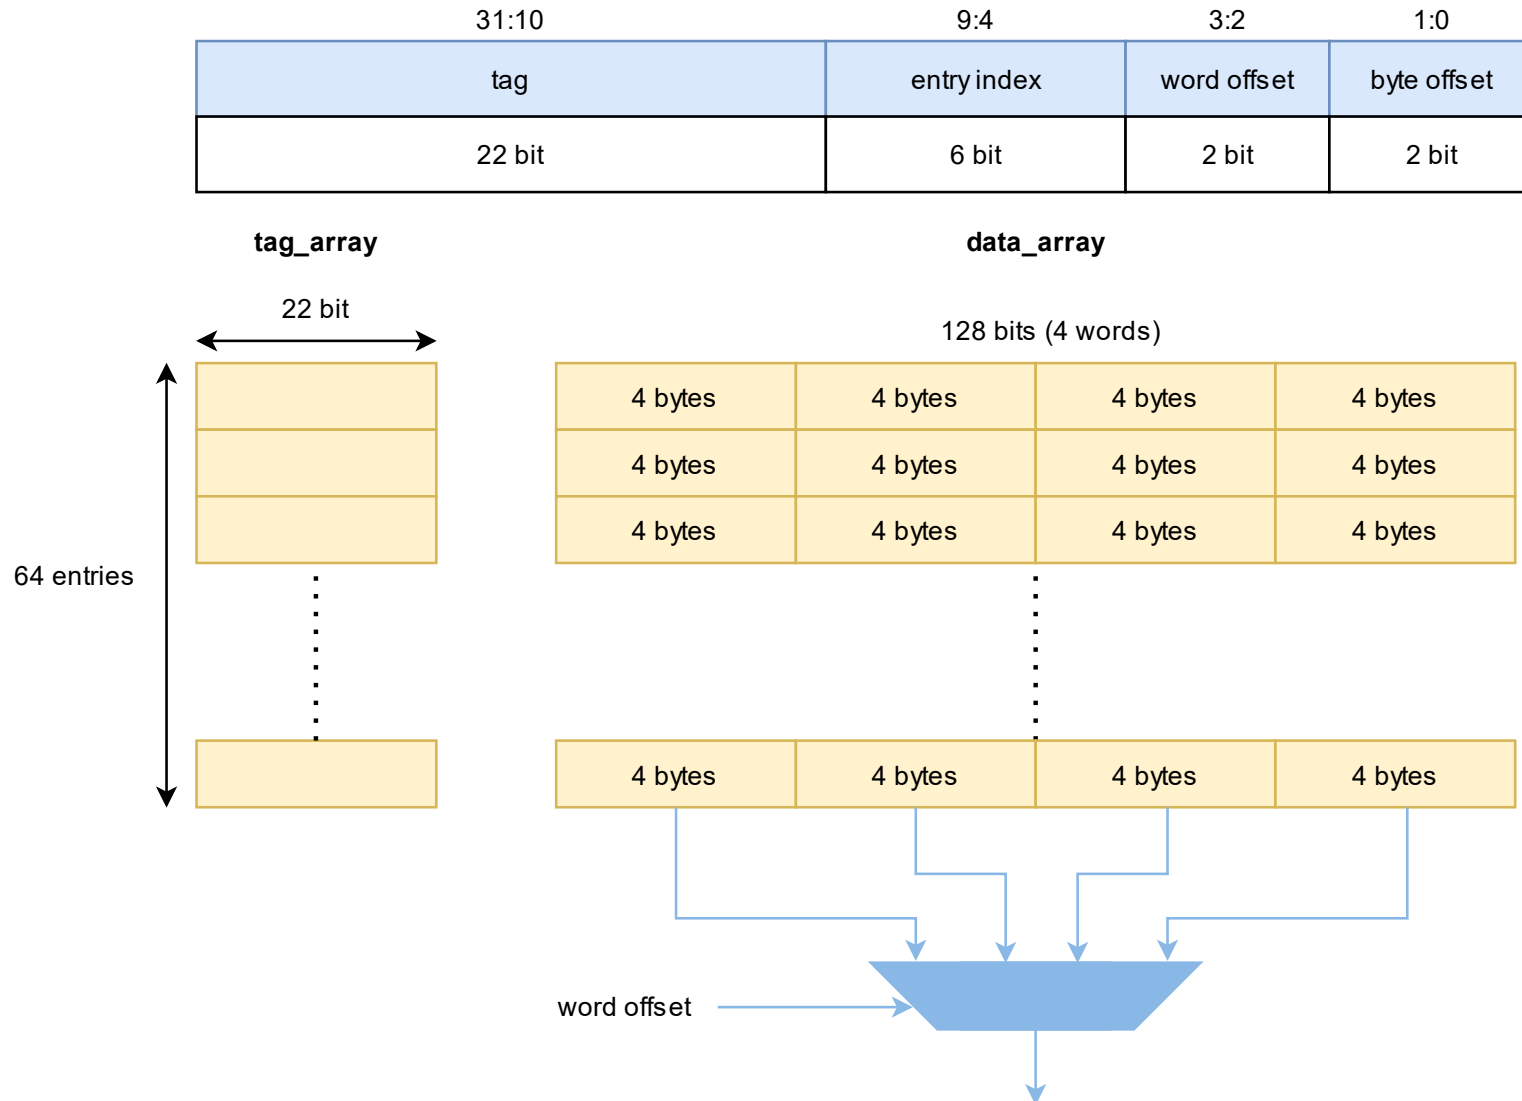 31:10 9:4 3:2 1:0
tag entry index word offset byte offset
22 bit 6 bit 2 bit 2 bit
tag_array data_array
22 bit
128 bits (4 words)
4 bytes 4 bytes 4 bytes 4 bytes
4 bytes 4 bytes 4 bytes 4 bytes
4 bytes 4 bytes 4 bytes 4 bytes
64 entries
4 bytes 4 bytes 4 bytes 4 bytes
word offset